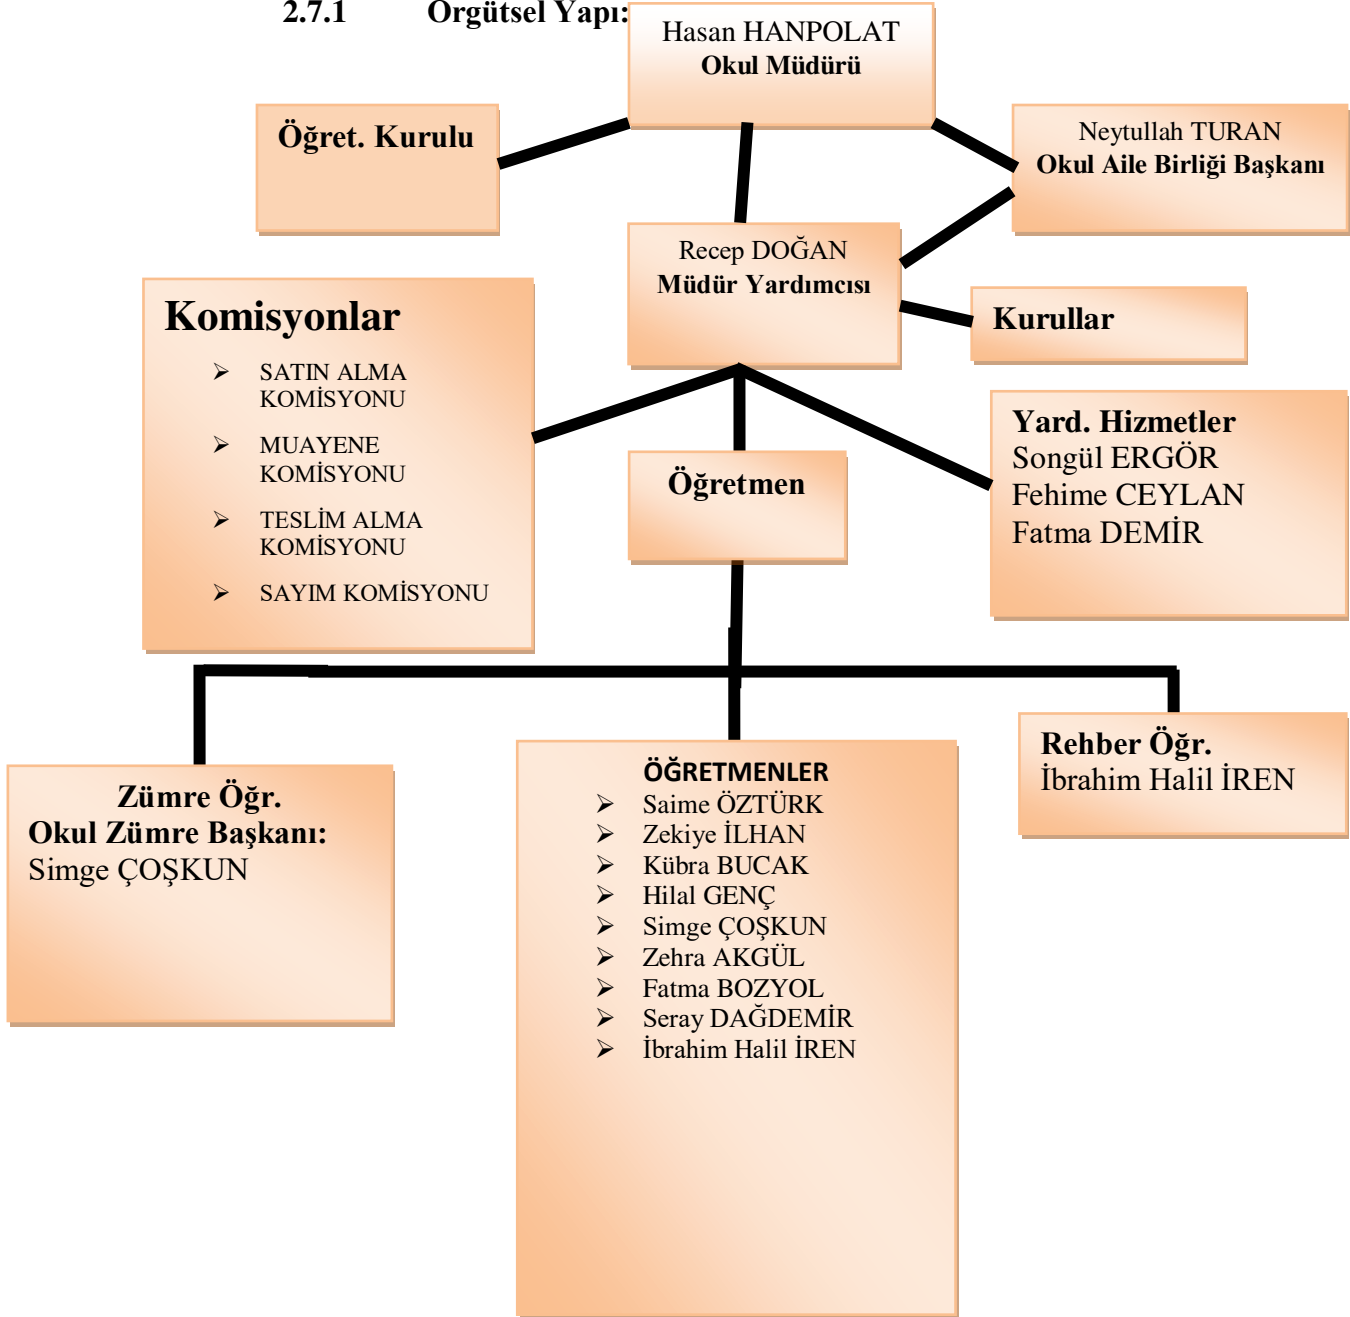 2.7.1 Örgütsel Yapı:
Hasan HANPOLAT
Okul Müdürü
Öğret. Kurulu
Neytullah TURAN
Okul Aile Birliği Başkanı
Recep DOĞAN
Müdür Yardımcısı
Kurullar
Komisyonlar
➢ SATIN ALMA
KOMİSYONU
➢ MUAYENE
KOMİSYONU
➢ TESLİM ALMA
KOMİSYONU
➢ SAYIM KOMİSYONU
Öğretmen
Yard. Hizmetler
Songül ERGÖR
Fehime CEYLAN
Fatma DEMİR
Zümre Öğr.
Okul Zümre Başkanı:
Simge ÇOŞKUN
ÖĞRETMENLER
➢ Saime ÖZTÜRK
➢ Zekiye İLHAN
➢ Kübra BUCAK
➢ Hilal GENÇ
➢ Simge ÇOŞKUN
➢ Zehra AKGÜL
➢ Fatma BOZYOL
➢ Seray DAĞDEMİR
➢ İbrahim Halil İREN
Rehber Öğr.
İbrahim Halil İREN